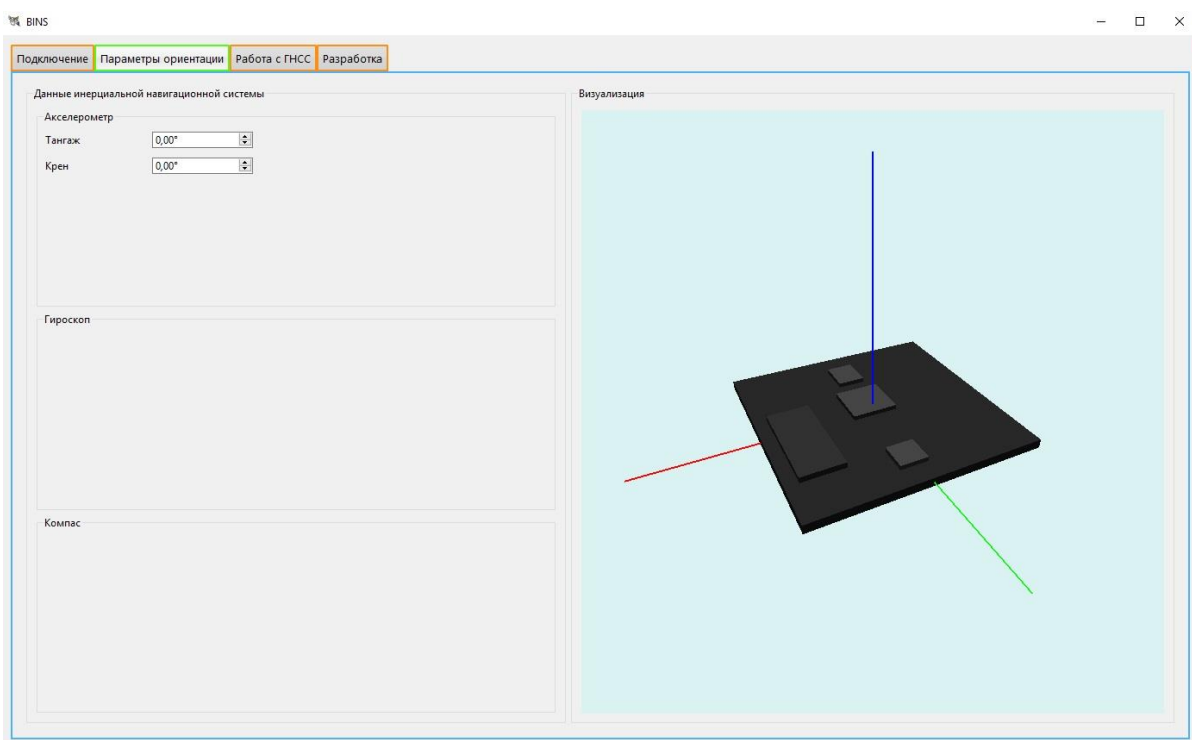 BINS
Подключение Параметры ориентации Работа с ГНСС Разработка
Данные инерциальной навигационной системы
Акселерометр
Тангаж 0,00°
Крен 0,00°
Гироскоп
Компас
Визуализация